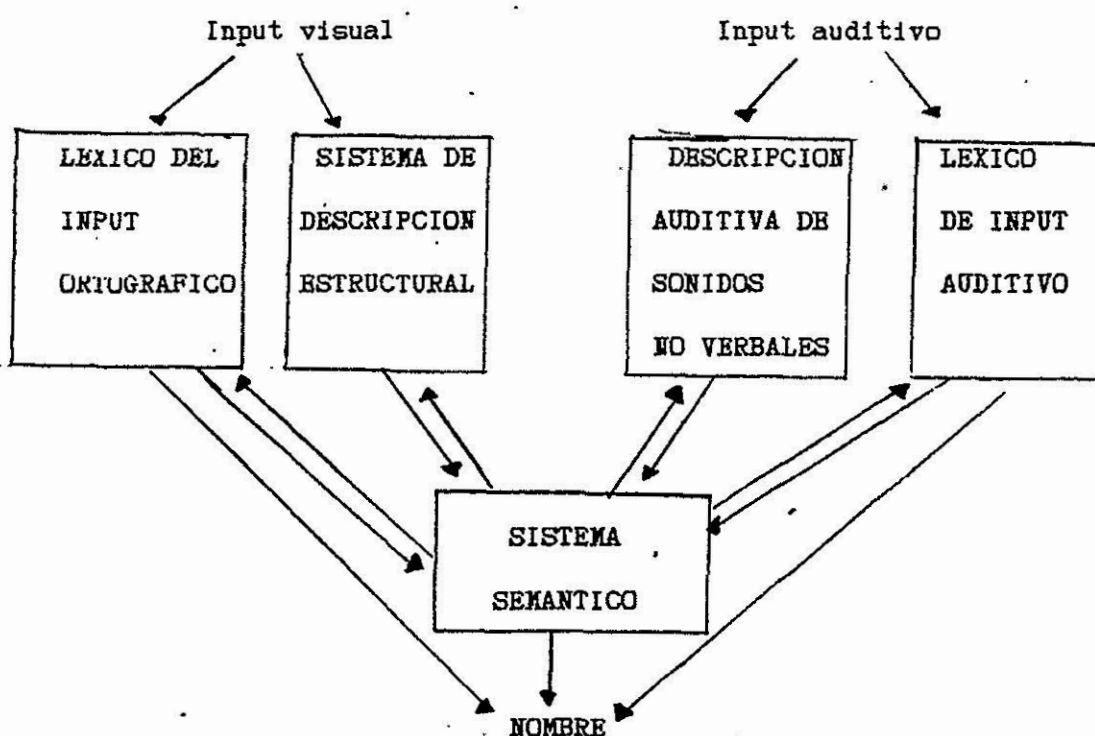 Input visual
Input auditivo
LEXICO DEL
INPUT
ORTOGRAFICO
SISTEMA DE
DESCRIPCION
ESTRUCTURAL
DESCRIPCION
AUDITIVA DE
SONIDOS
NO VERBALES
LEXICO
DE INPUT
AUDITIVO
SISTEMA
SEMANTICO
NOMBRE